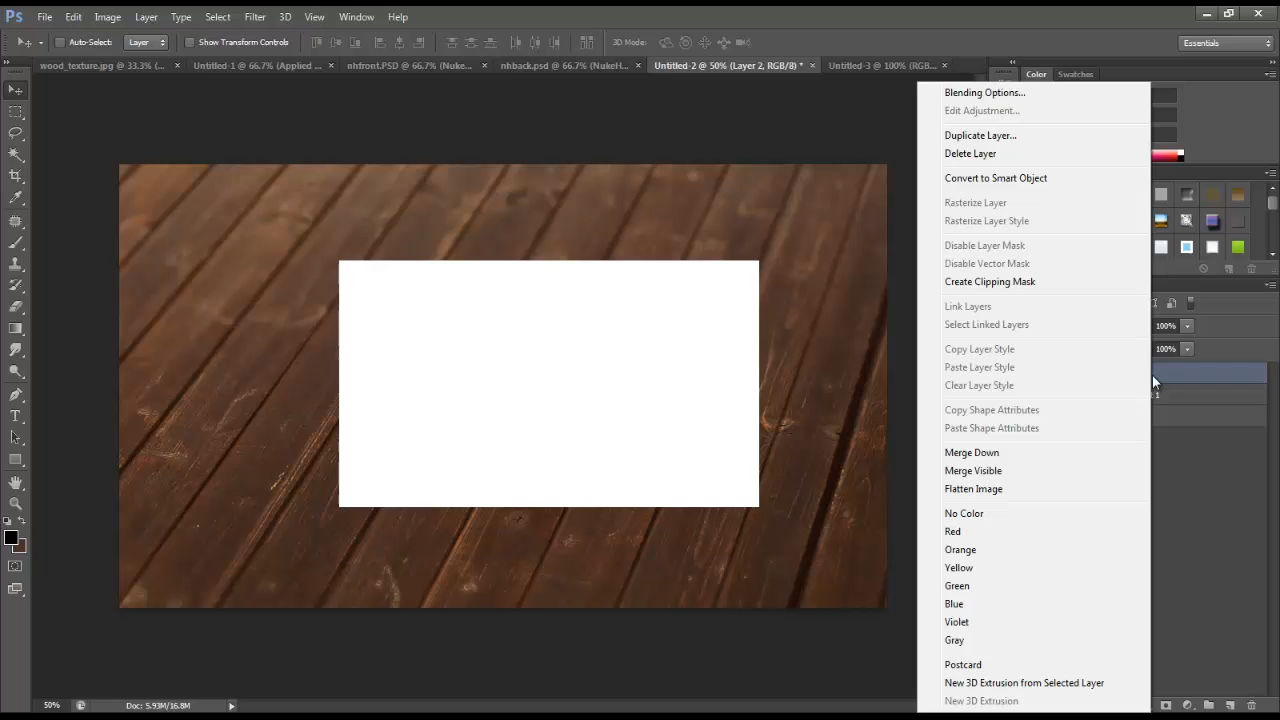 Ps File Edit Image Layer Type Select Filter 3D View Window Help
Auto-Select: Layer Show Transform Controls 3D Mode: Essentials
wood_texture.jpg @ 33.3% (... × Untitled-1 @ 66.7% (Applied ... × nhfront.PSD @ 66.7% (Nuke... × nhback.psd @ 66.7% (NukeH... × Untitled-2 @ 50% (Layer 2, RGB/8) * × Untitled-3 @ 100% (RGB... ×
Color Swatches
Blending Options...
Edit Adjustment...
Duplicate Layer...
Delete Layer
Convert to Smart Object
Rasterize Layer
Rasterize Layer Style
Disable Layer Mask
Disable Vector Mask
Create Clipping Mask
Link Layers
Select Linked Layers
100%
Copy Layer Style
100%
Paste Layer Style
Clear Layer Style
1
Copy Shape Attributes
Paste Shape Attributes
Merge Down
Merge Visible
Flatten Image
No Color
Red
Orange
Yellow
Green
Blue
Violet
Gray
Postcard
New 3D Extrusion from Selected Layer
New 3D Extrusion
50% Doc: 5.93M/16.8M